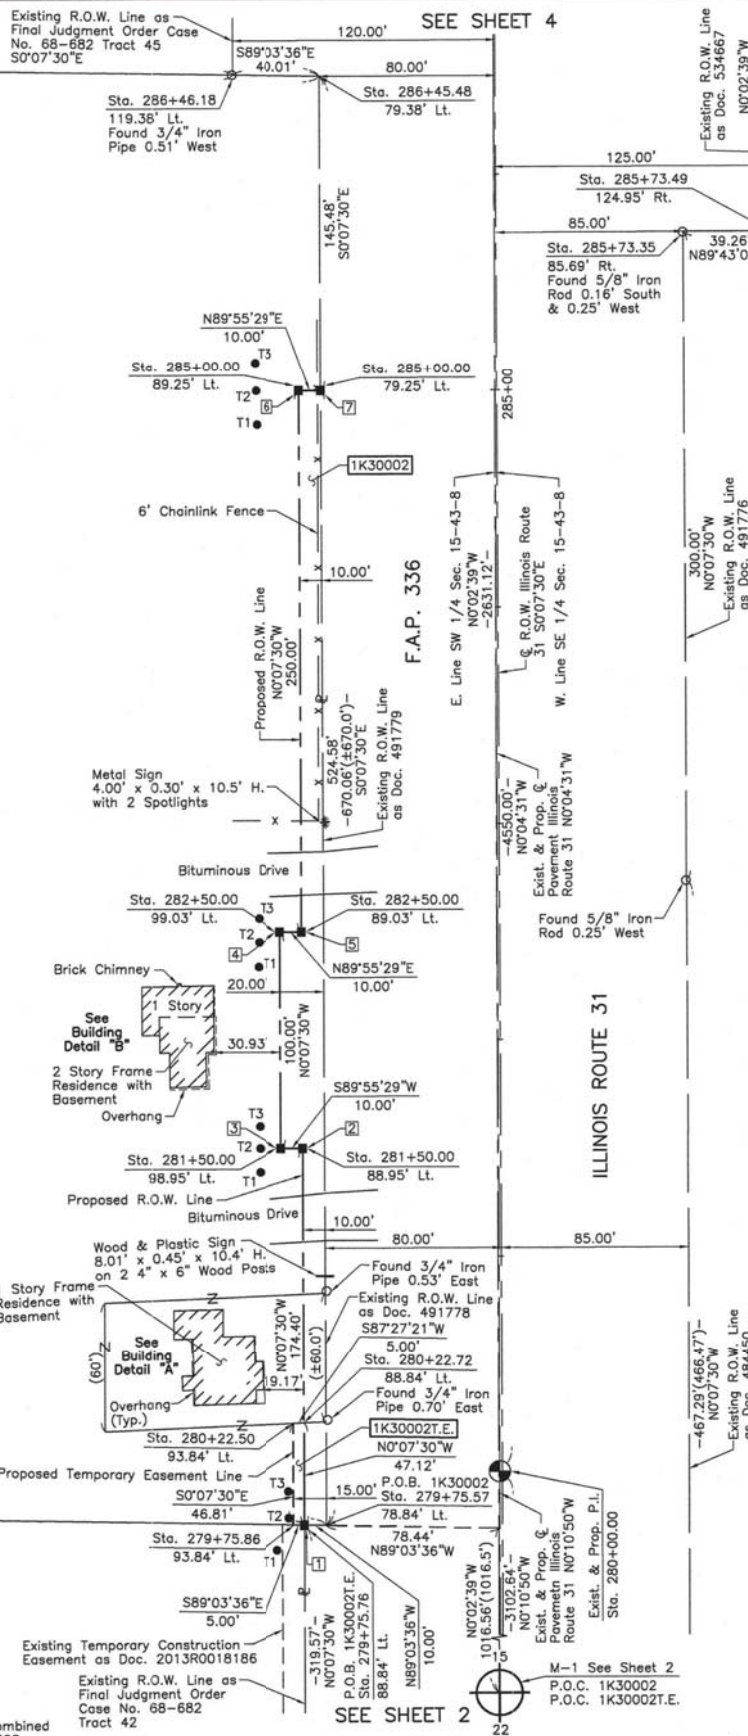 Existing R.O.W. Line as
Final Judgment Order Case
No. 68-682 Tract 45
S0°07'30"E
SEE SHEET 4
120.00'
S89°03'36"E
40.01'
80.00'
Sta. 286+46.18
119.38' Lt.
Found 3/4" Iron
Pipe 0.51' West
Sta. 286+45.48
79.38' Lt.
Existing R.O.W. Line
as Doc. 534667
N0°02'39"W
125.00'
Sta. 285+73.49
124.95' Rt.
85.00'
Sta. 285+73.35
85.69' Rt.
Found 5/8" Iron
Rod 0.16' South
& 0.25' West
39.26'
N89°43'0
145.48'
S0°07'30"E
N89°55'29"E
10.00'
T3
Sta. 285+00.00
89.25' Lt.
Sta. 285+00.00
79.25' Lt.
T2
6
7
T1
285+00
1K30002
6' Chainlink Fence
10.00'
F.A.P. 336
E. Line SW 1/4 Sec. 15-43-8
N0°02'39"W
-2631.12'-
℄ R.O.W. Illinois Route
31 S0°07'30"E
W. Line SE 1/4 Sec. 15-43-8
300.00'
N0°07'30"W
Existing R.O.W. Line
as Doc. 491776
Proposed R.O.W. Line
N0°07'30"W
250.00'
524.58'
-670.06'(±670.0')-
S0°07'30"E
Existing R.O.W. Line
as Doc. 491779
Metal Sign
4.00' x 0.30' x 10.5' H.
with 2 Spotlights
-4550.00'-
N0°04'31"W
Exist. & Prop. ℄
Pavement Illinois
Route 31 N0°04'31"W
Bituminous Drive
Sta. 282+50.00
99.03' Lt.
T3
Sta. 282+50.00
89.03' Lt.
T2
4
5
T1
Found 5/8" Iron
Rod 0.25' West
N89°55'29"E
10.00'
Brick Chimney
20.00'
1 Story
See
Building
Detail "B"
30.93'
100.00'
N0°07'30"W
2 Story Frame
Residence with
Basement
Overhang
ILLINOIS ROUTE 31
S89°55'29"W
10.00'
T3
3
2
T2
Sta. 281+50.00
98.95' Lt.
T1
Sta. 281+50.00
88.95' Lt.
Proposed R.O.W. Line
Bituminous Drive
10.00'
80.00'
85.00'
Wood & Plastic Sign
8.01' x 0.45' x 10.4' H.
on 2 4" x 6" Wood Posts
Found 3/4" Iron
Pipe 0.53' East
Story Frame
Residence with
Basement
Existing R.O.W. Line
as Doc. 491778
(60')
See
Building
Detail "A"
N0°07'30"W
174.40'
(±60.0')
S87°27'21"W
5.00'
Sta. 280+22.72
88.84' Lt.
19.17'
Overhang
(Typ.)
Found 3/4" Iron
Pipe 0.70' East
-467.29'(466.47')-
N0°07'30"W
Existing R.O.W. Line
as Doc. 484450
Sta. 280+22.50
93.84' Lt.
1K30002T.E.
Proposed Temporary Easement Line
N0°07'30"W
47.12'
T3
S0°07'30"E
46.81'
15.00'
P.O.B. 1K30002
Sta. 279+75.57
78.84' Lt.
T2
Sta. 279+75.86
93.84' Lt.
T1
1
78.44'
N89°03'36"W
S89°03'36"E
5.00'
-319.57'-
N0°07'30"W
P.O.B. 1K30002T.E.
Sta. 279+75.76
88.84' Lt.
N89°03'36"W
10.00'
N0°02'39"W
1016.56'(1016.5')
-3102.64'-
N0°10'50"W
Exist. & Prop. ℄
Pavemetn Illinois
Route 31 N0°10'50"W
Exist. & Prop. P.I.
Sta. 280+00.00
Existing Temporary Construction
Easement as Doc. 2013R0018186
Existing R.O.W. Line as
Final Judgment Order
Case No. 68-682
Tract 42
SEE SHEET 2
15
22
M-1 See Sheet 2
P.O.C. 1K30002
P.O.C. 1K30002T.E.
ombined